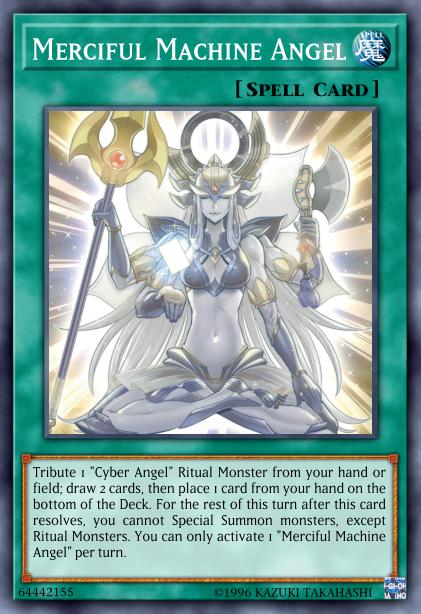 Merciful Machine Angel
SPELL
魔
[Spell Card]
Tribute 1 "Cyber Angel" Ritual Monster from your hand or
field; draw 2 cards, then place 1 card from your hand on the
bottom of the Deck. For the rest of this turn after this card
resolves, you cannot Special Summon monsters, except
Ritual Monsters. You can only activate 1 "Merciful Machine
Angel" per turn.
64442155
©1996 KAZUKI TAKAHASHI